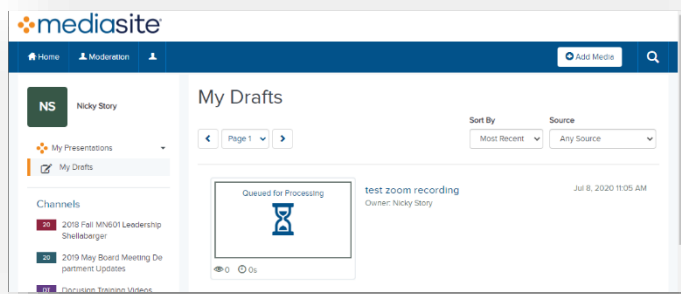 mediasite
Home Moderation Add Media
NS Nicky Story
My Presentations
My Drafts
Channels
20 2018 Fall MN601 Leadership
Shellabarger
20 2019 May Board Meeting De
partment Updates
Docusign Training Videos
My Drafts
Sort By Source
Page 1 Most Recent Any Source
Queued for Processing
test zoom recording Jul 8, 2020 11:05 AM
Owner: Nicky Story
0 0s